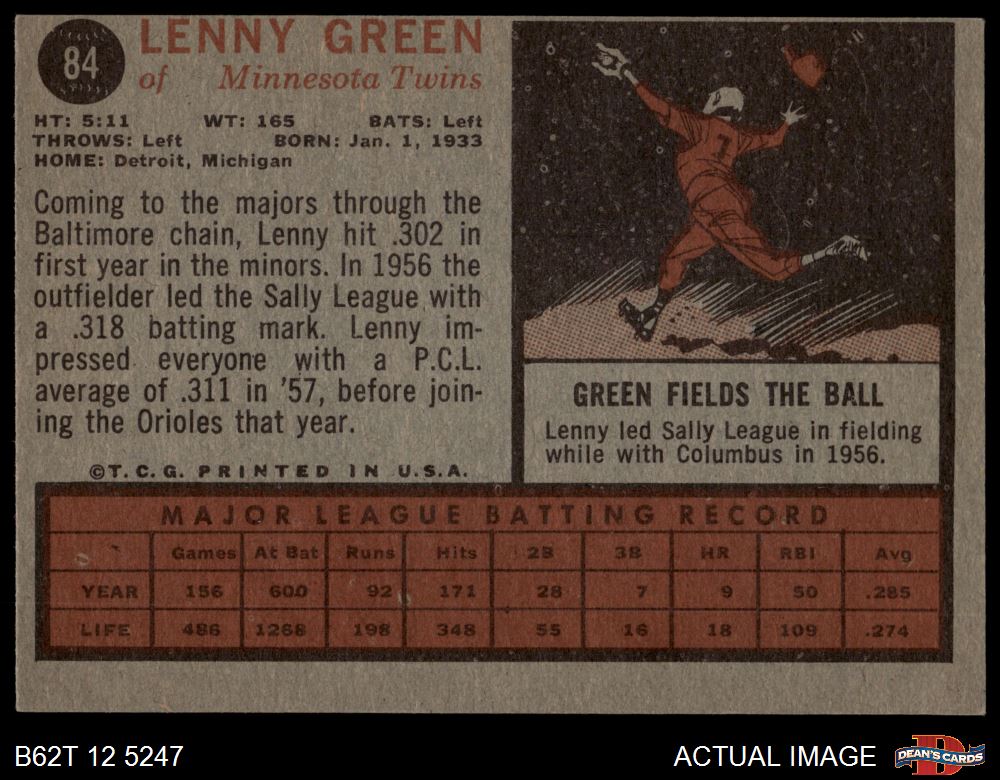 84
LENNY GREEN
of Minnesota Twins
HT: 5:11 WT: 165 BATS: Left
THROWS: Left BORN: Jan. 1, 1933
HOME: Detroit, Michigan
Coming to the majors through the
Baltimore chain, Lenny hit .302 in
first year in the minors. In 1956 the
outfielder led the Sally League with
a .318 batting mark. Lenny im-
pressed everyone with a P.C.L.
average of .311 in '57, before join-
ing the Orioles that year.
©T.C.G. PRINTED IN U.S.A.
7
GREEN FIELDS THE BALL
Lenny led Sally League in fielding
while with Columbus in 1956.
MAJOR LEAGUE BATTING RECORD
Games At Bat Runs Hits 2B 3B HR RBI Avg
YEAR 156 600 92 171 28 7 9 50 .285
LIFE 486 1268 198 348 55 16 18 109 .274
B62T 12 5247
ACTUAL IMAGE
D
DEAN'S CARDS